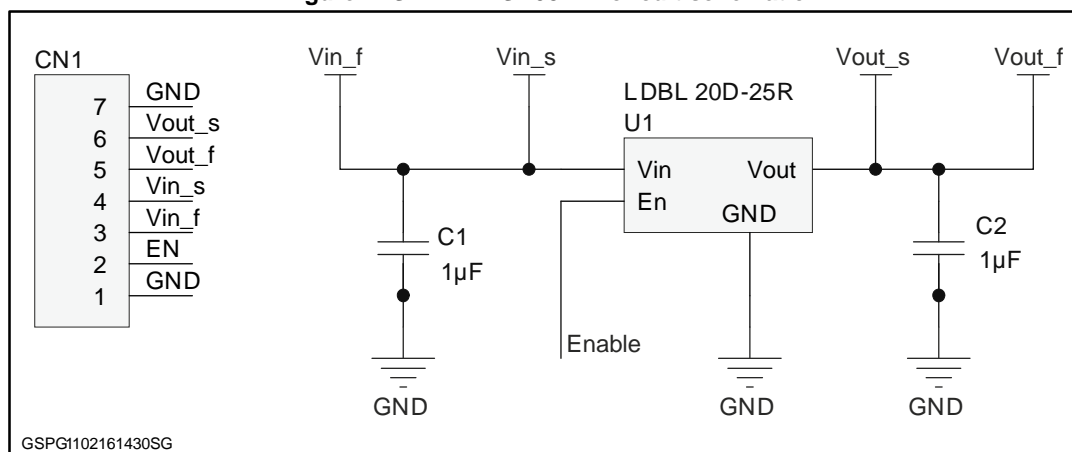 CN1
7 GND
6 Vout_s
5 Vout_f
4 Vin_s
3 Vin_f
2 EN
1 GND
Vin_f
Vin_s
Vout_s
Vout_f
LDBL 20D-25R
U1
Vin
Vout
En
GND
C1
1µF
C2
1µF
Enable
GND
GND
GND
GSPG1102161430SG